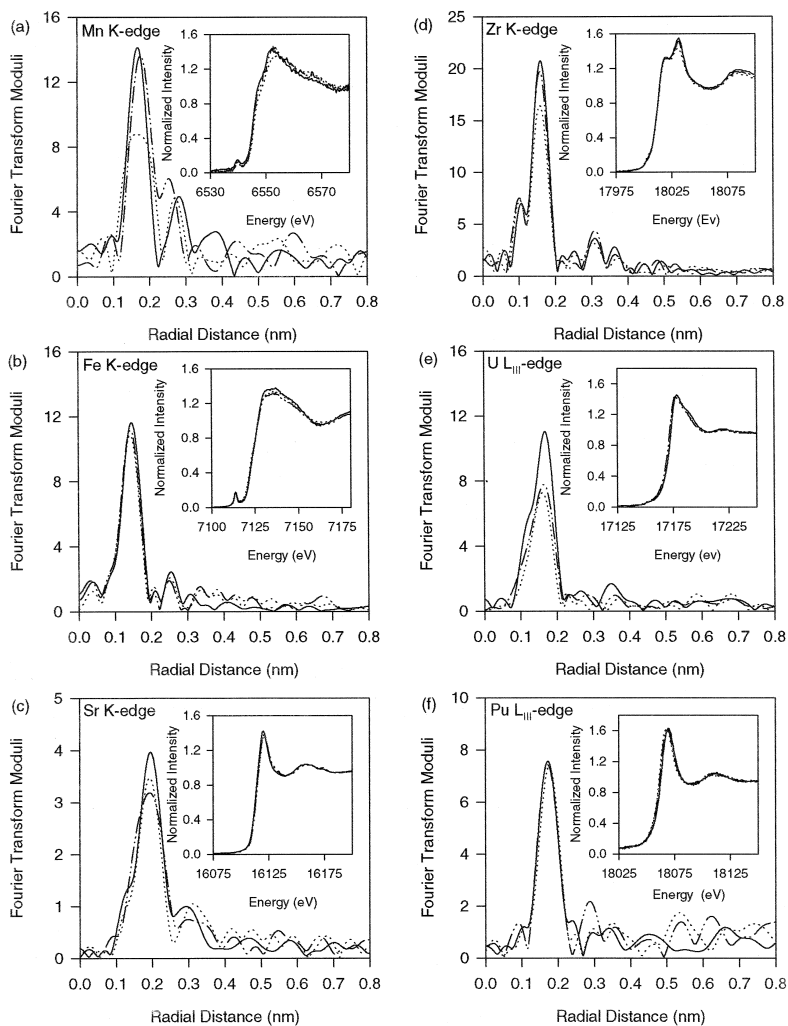 (a)
Mn K-edge
Fourier Transform Moduli
16
12
8
4
0
0.0 0.1 0.2 0.3 0.4 0.5 0.6 0.7 0.8
Radial Distance (nm)
Normalized Intensity
1.6
1.2
0.8
0.4
0.0
6530 6550 6570
Energy (eV)
(d)
Zr K-edge
Fourier Transform Moduli
25
20
15
10
5
0
0.0 0.1 0.2 0.3 0.4 0.5 0.6 0.7 0.8
Radial Distance (nm)
Normalized Intensity
1.6
1.2
0.8
0.4
0.0
17975 18025 18075
Energy (Ev)
(b)
Fe K-edge
Fourier Transform Moduli
16
12
8
4
0
0.0 0.1 0.2 0.3 0.4 0.5 0.6 0.7 0.8
Radial Distance (nm)
Normalized Intensity
1.6
1.2
0.8
0.4
0.0
7100 7125 7150 7175
Energy (eV)
(e)
U LIII-edge
Fourier Transform Moduli
16
12
8
4
0
0.0 0.1 0.2 0.3 0.4 0.5 0.6 0.7 0.8
Radial Distance (nm)
Normalized Intensity
1.6
1.2
0.8
0.4
0.0
17125 17175 17225
Energy (ev)
(c)
Sr K-edge
Fourier Transform Moduli
5
4
3
2
1
0
0.0 0.1 0.2 0.3 0.4 0.5 0.6 0.7 0.8
Radial Distance (nm)
Normalized Intensity
1.6
1.2
0.8
0.4
0.0
16075 16125 16175
Energy (eV)
(f)
Pu LIII-edge
Fourier Transform Moduli
10
8
6
4
2
0
0.0 0.1 0.2 0.3 0.4 0.5 0.6 0.7 0.8
Radial Distance (nm)
Normalized Intensity
1.6
1.2
0.8
0.4
0.0
18025 18075 18125
Energy (eV)